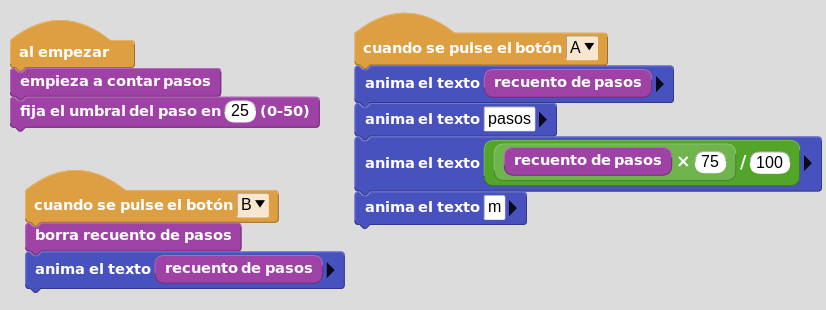 al empezar
empieza a contar pasos
fija el umbral del paso en 25 (0-50)
cuando se pulse el botón B
borra recuento de pasos
anima el texto recuento de pasos
cuando se pulse el botón A
anima el texto recuento de pasos
anima el texto pasos
anima el texto recuento de pasos × 75 / 100
anima el texto m